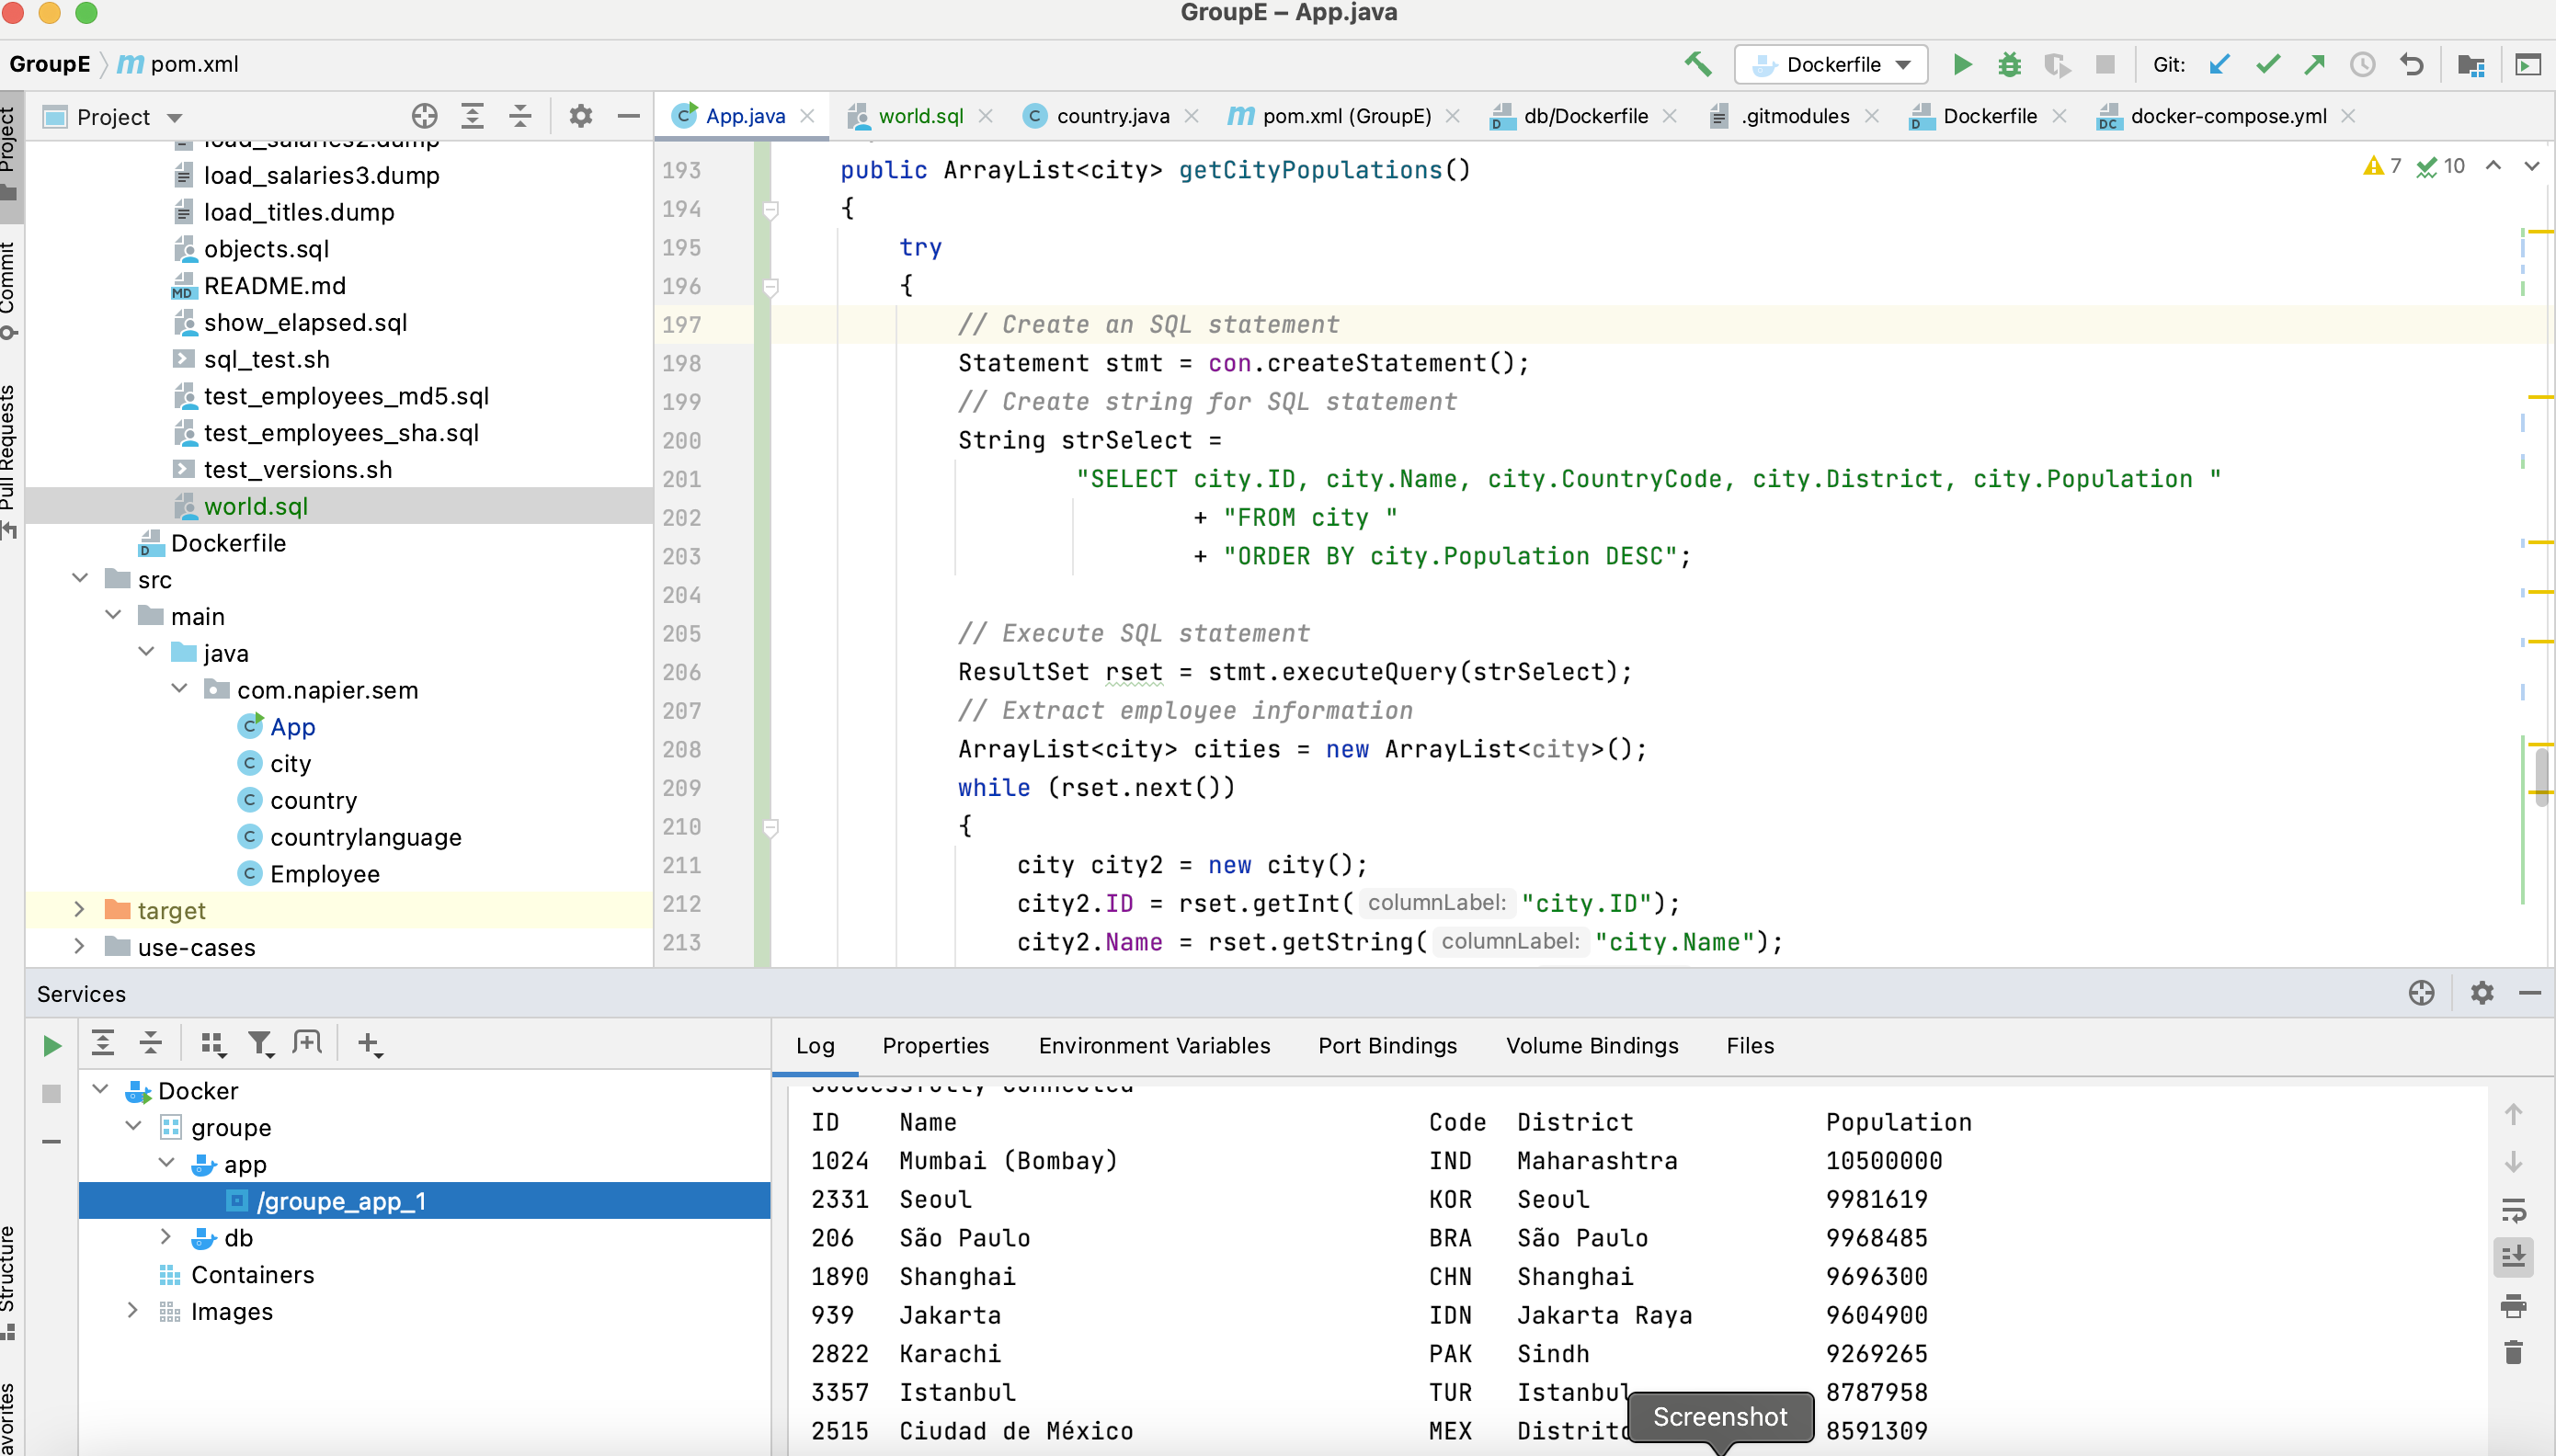 GroupE – App.java
GroupE pom.xml
Dockerfile
Git:
Project
App.java
world.sql
country.java
pom.xml (GroupE)
db/Dockerfile
.gitmodules
Dockerfile
docker-compose.yml
Project
Commit
Pull Requests
load_salaries2.dump
load_salaries3.dump
load_titles.dump
objects.sql
README.md
show_elapsed.sql
sql_test.sh
test_employees_md5.sql
test_employees_sha.sql
test_versions.sh
world.sql
Dockerfile
src
main
java
com.napier.sem
App
city
country
countrylanguage
Employee
target
use-cases
7 10
193 public ArrayList<city> getCityPopulations()
194 {
195 try
196 {
197 // Create an SQL statement
198 Statement stmt = con.createStatement();
199 // Create string for SQL statement
200 String strSelect =
201 "SELECT city.ID, city.Name, city.CountryCode, city.District, city.Population "
202 + "FROM city "
203 + "ORDER BY city.Population DESC";
204
205 // Execute SQL statement
206 ResultSet rset = stmt.executeQuery(strSelect);
207 // Extract employee information
208 ArrayList<city> cities = new ArrayList<city>();
209 while (rset.next())
210 {
211 city city2 = new city();
212 city2.ID = rset.getInt( columnLabel: "city.ID");
213 city2.Name = rset.getString( columnLabel: "city.Name");
Services
Docker
groupe
app
/groupe_app_1
db
Containers
Images
Structure
Log Properties Environment Variables Port Bindings Volume Bindings Files
Successfully connected
ID Name Code District Population
1024 Mumbai (Bombay) IND Maharashtra 10500000
2331 Seoul KOR Seoul 9981619
206 São Paulo BRA São Paulo 9968485
1890 Shanghai CHN Shanghai 9696300
939 Jakarta IDN Jakarta Raya 9604900
2822 Karachi PAK Sindh 9269265
3357 Istanbul TUR Istanbul 8787958
2515 Ciudad de México MEX Distrito 8591309
Screenshot